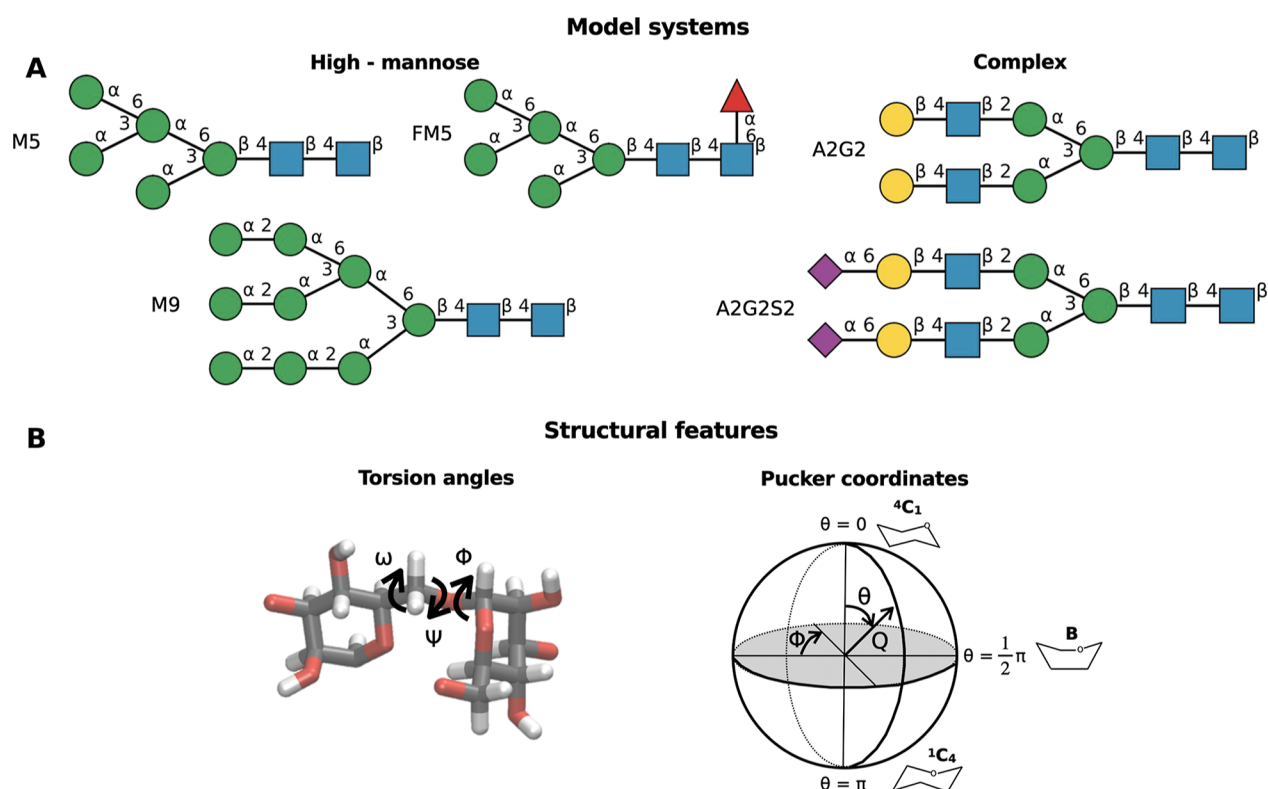 Model systems
A
High - mannose
Complex
M5
α 6
α 3
α 6
α 3
β 4 β 4 β
FM5
α 6
α 3
α 6
α 3
β 4 β 4 β
α
6
A2G2
β 4 β 2 α 6
β 4 β 2 α 3
β 4 β 4 β
M9
α 2 α 6
α 2 α 3
α 6
α 2 α 2 α 3
β 4 β 4 β
A2G2S2
α 6 β 4 β 2 α 6
α 6 β 4 β 2 α 3
β 4 β 4 β
B
Structural features
Torsion angles
Pucker coordinates
ω
Φ
Ψ
⁴C₁
θ = 0
θ
Φ
Q
θ = 1/2 π
B
¹C₄
θ = π